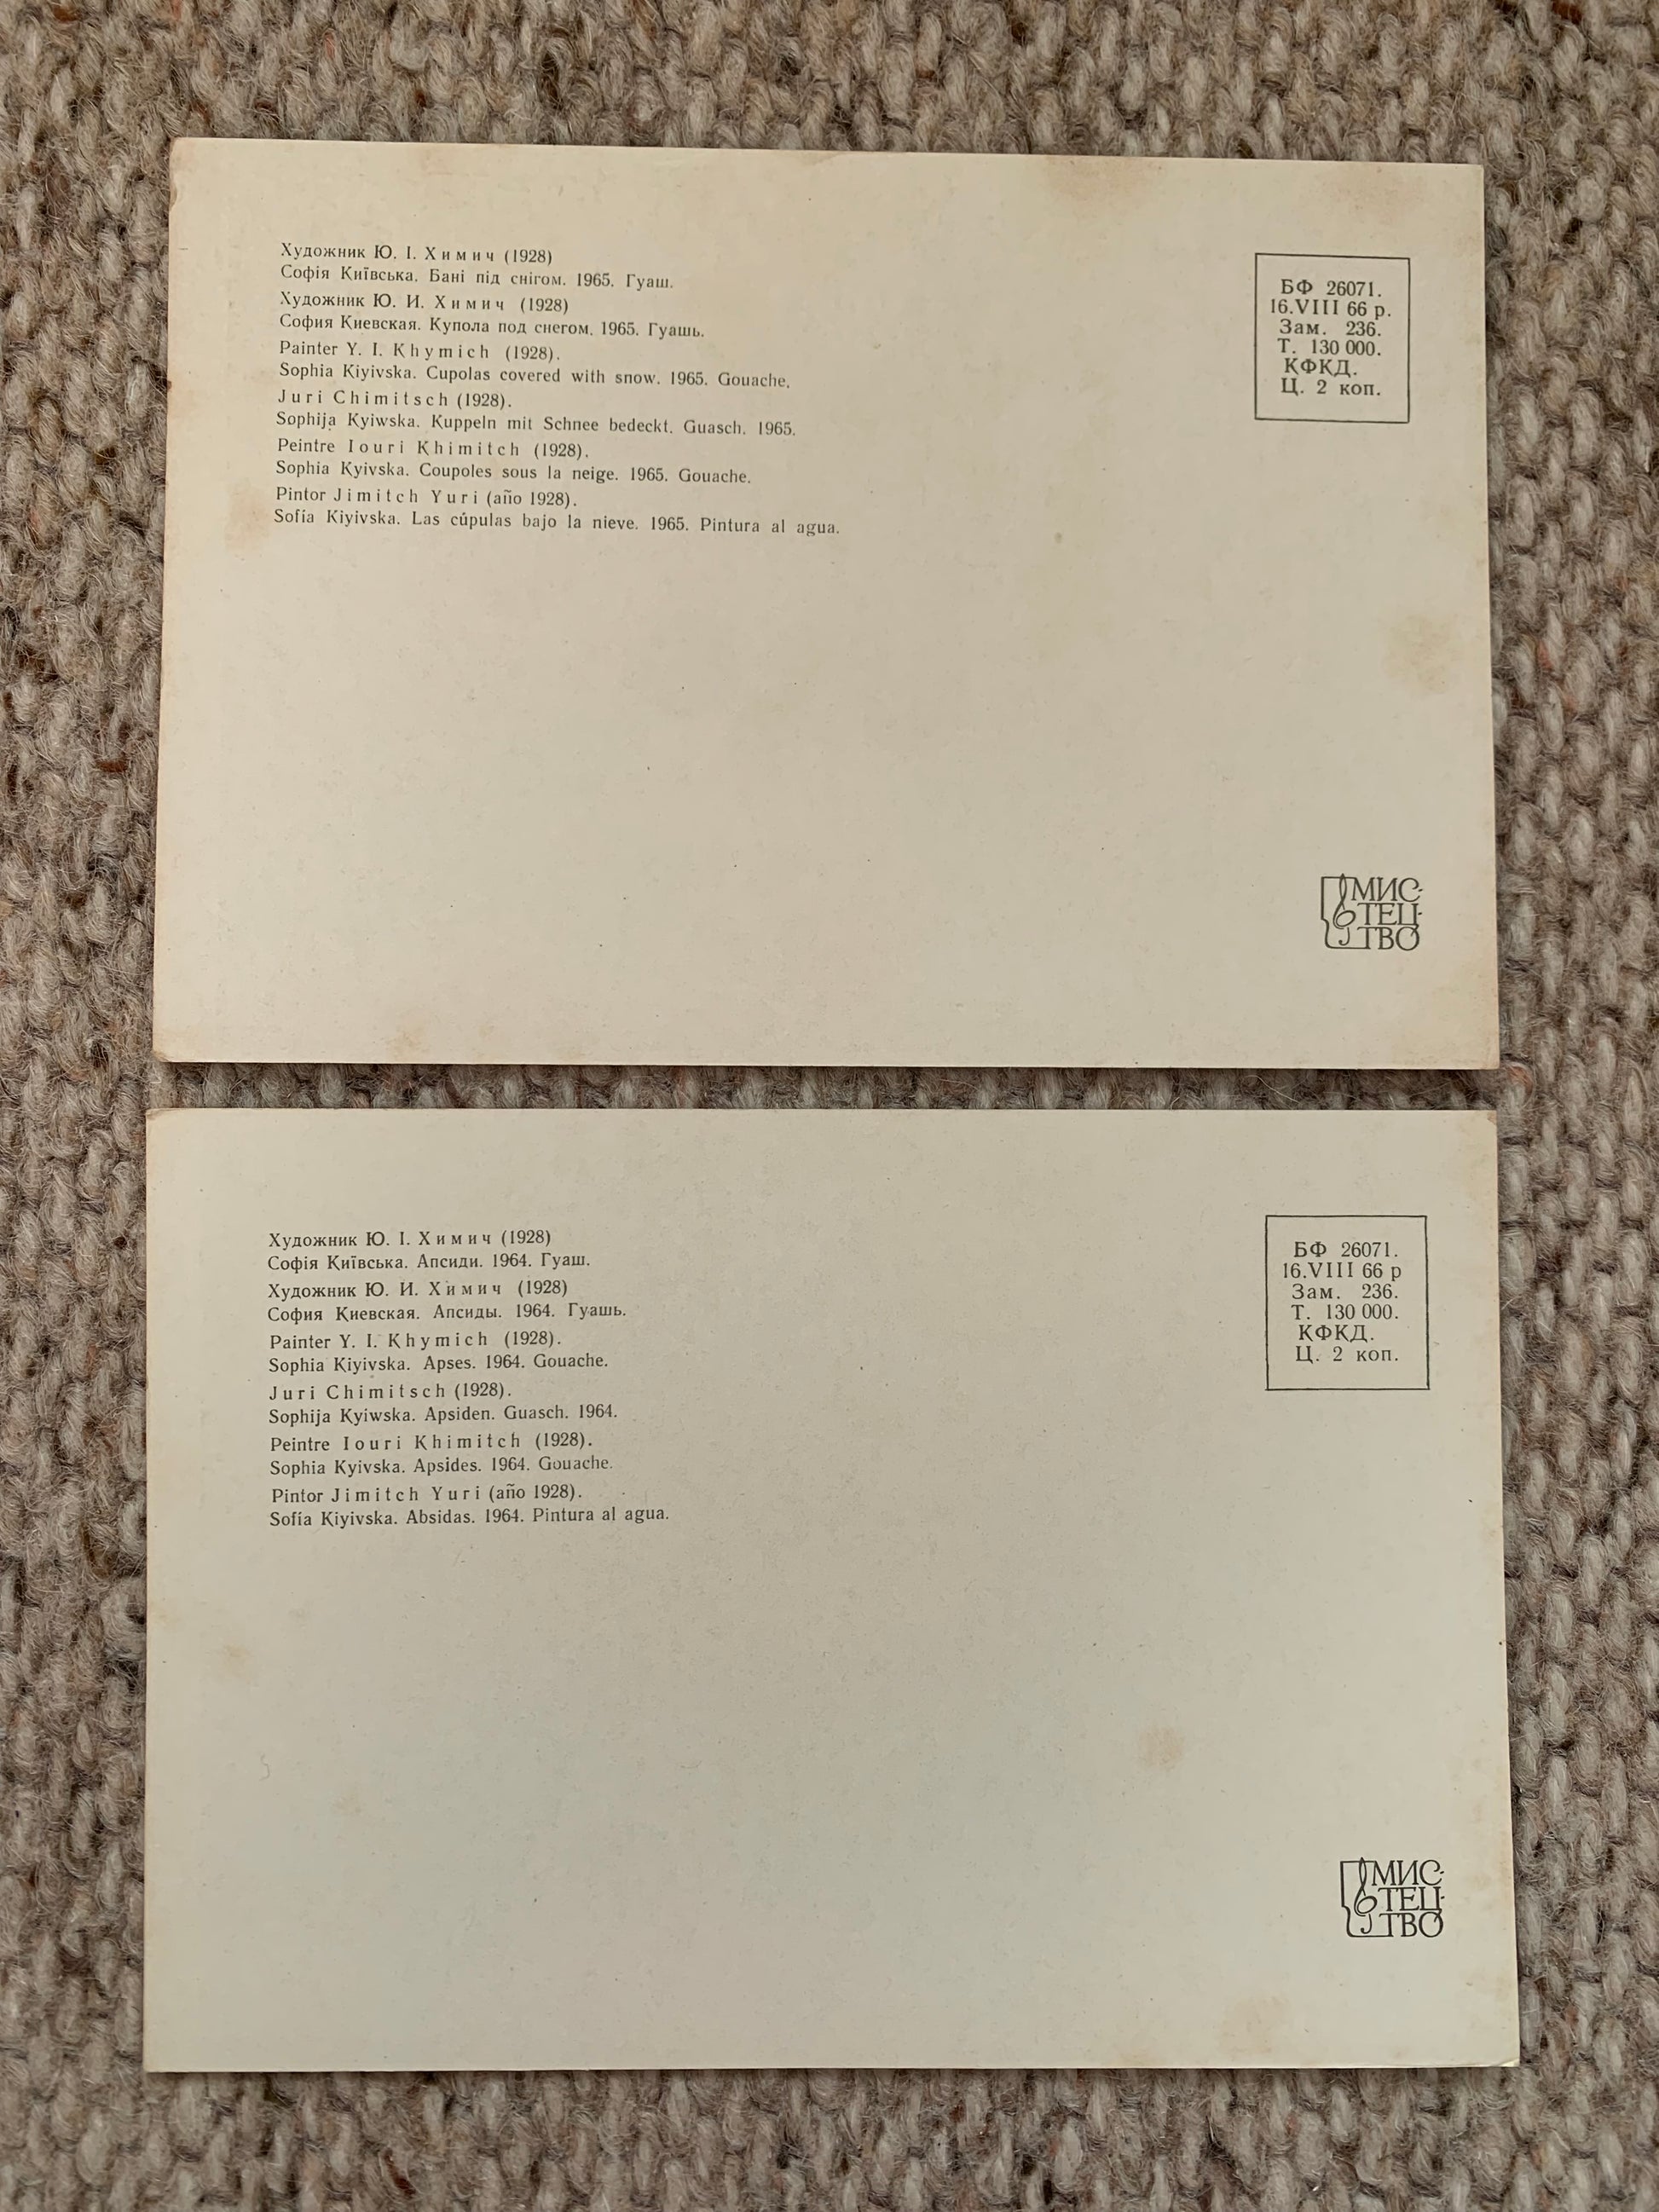 Художник Ю. І. Химич (1928)
Софія Київська. Бані під снігом. 1965. Гуаш.
Художник Ю. И. Химич (1928)
София Киевская. Купола под снегом. 1965. Гуашь.
Painter Y. I. Khymich (1928).
Sophia Kiyivska. Cupolas covered with snow. 1965. Gouache.
Juri Chimitsch (1928).
Sophija Kyiwska. Kuppeln mit Schnee bedeckt. Guasch. 1965.
Peintre Iouri Khimitch (1928).
Sophia Kyivska. Coupoles sous la neige. 1965. Gouache.
Pintor Jimitch Yuri (año 1928).
Sofía Kiyivska. Las cúpulas bajo la nieve. 1965. Pintura al agua.
БФ 26071.
16.VIII 66 р.
Зам. 236.
Т. 130 000.
КФКД.
Ц. 2 коп.
МИС-
ТЕЦ-
ТВО
Художник Ю. І. Химич (1928)
Софія Київська. Апсиди. 1964. Гуаш.
Художник Ю. И. Химич (1928)
София Киевская. Апсиды. 1964. Гуашь.
Painter Y. I. Khymich (1928).
Sophia Kiyivska. Apses. 1964. Gouache.
Juri Chimitsch (1928).
Sophija Kyiwska. Apsiden. Guasch. 1964.
Peintre Iouri Khimitch (1928).
Sophia Kyivska. Apsides. 1964. Gouache.
Pintor Jimitch Yuri (año 1928).
Sofía Kiyivska. Absidas. 1964. Pintura al agua.
БФ 26071.
16.VIII 66 р
Зам. 236.
Т. 130 000.
КФКД.
Ц. 2 коп.
МИС-
ТЕЦ-
ТВО